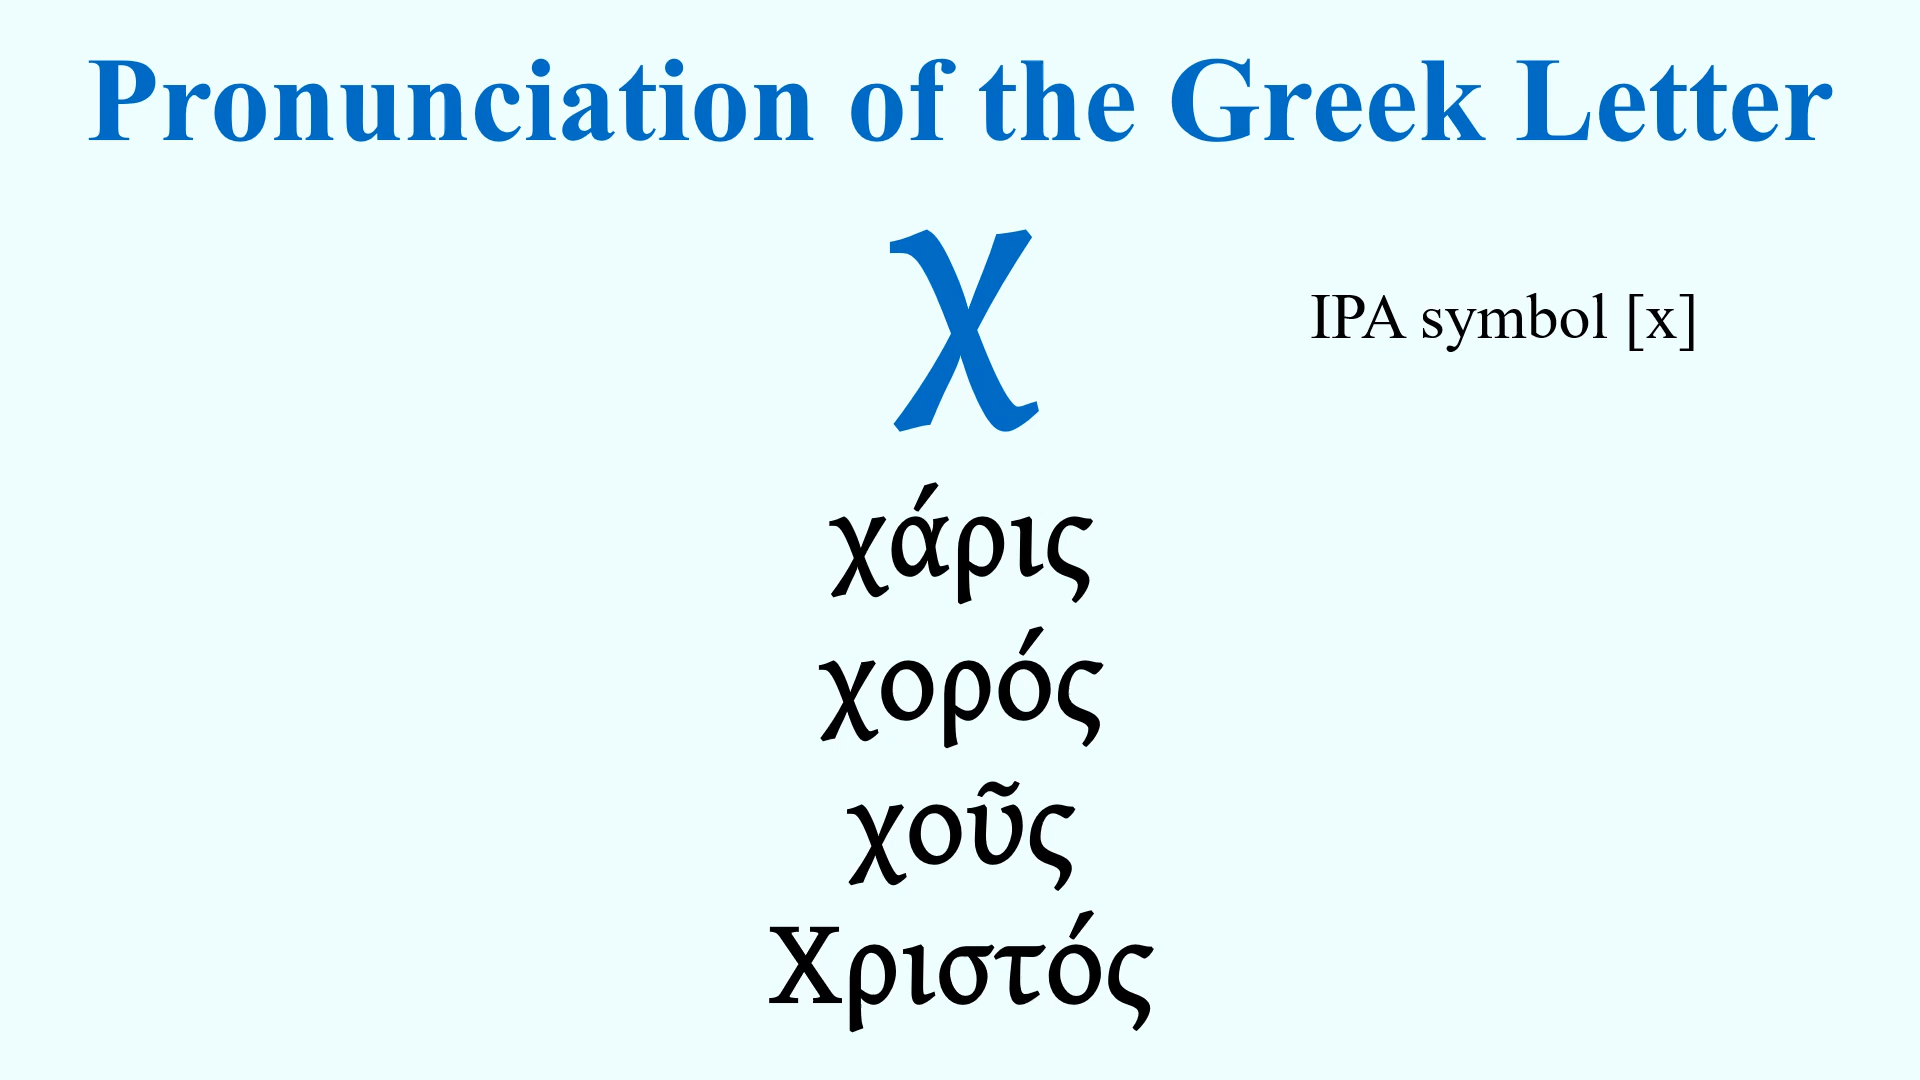 Pronunciation of the Greek Letter
χ
IPA symbol [x]
χάρις
χορός
χοῦς
Χριστός